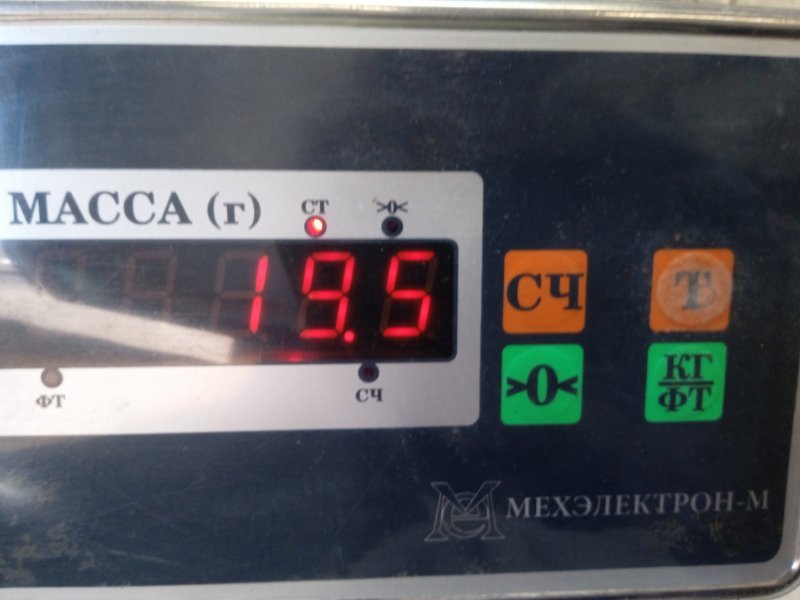 МАССА (г) СТ >0<
19.5
ФТ СЧ
СЧ Т
>0< КГ
ФТ
МЕХЭЛЕКТРОН-М